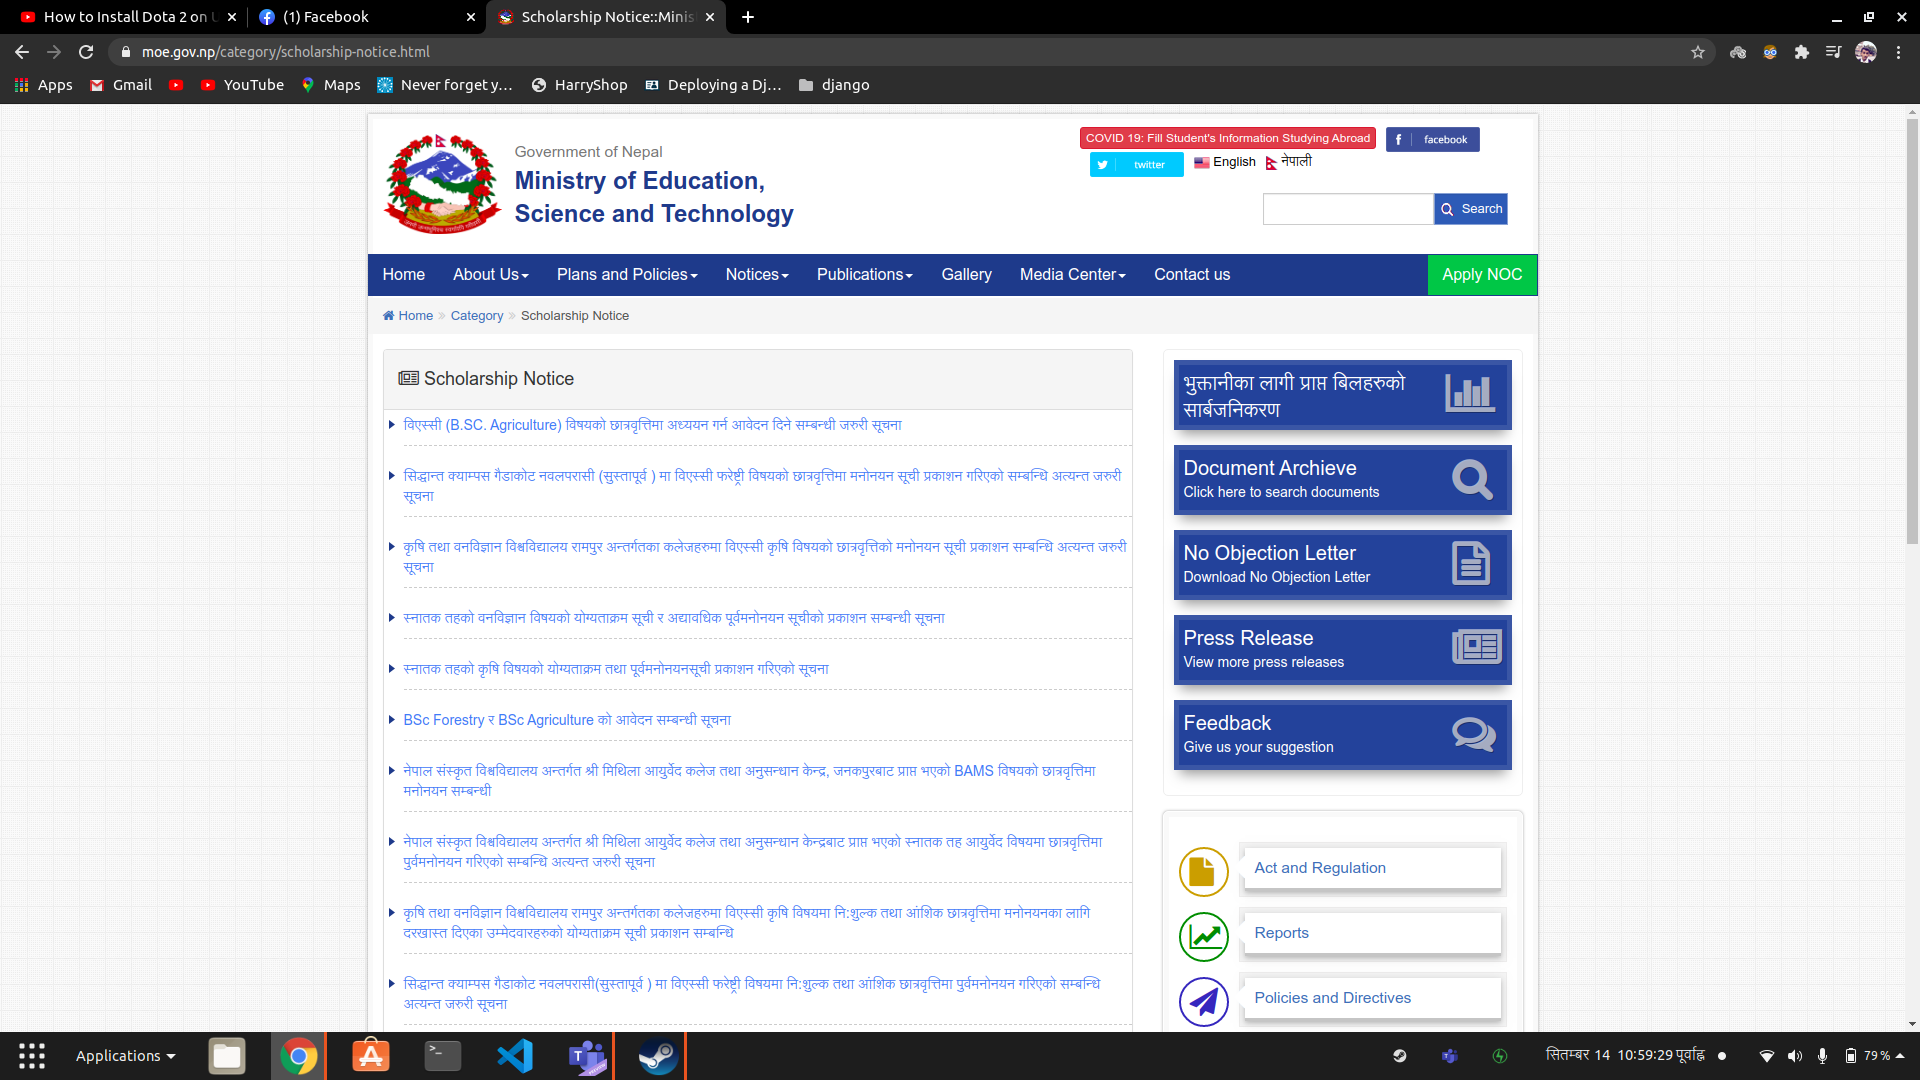 How to Install Dota 2 on U
(1) Facebook
Scholarship Notice::Minis
moe.gov.np/category/scholarship-notice.html
Apps
Gmail
YouTube
Maps
Never forget y...
HarryShop
Deploying a Dj...
django
Government of Nepal
Ministry of Education,
Science and Technology
COVID 19: Fill Student's Information Studying Abroad
facebook
twitter
English
नेपाली
Search
Home
About Us
Plans and Policies
Notices
Publications
Gallery
Media Center
Contact us
Apply NOC
Home » Category » Scholarship Notice
Scholarship Notice
विएस्सी (B.SC. Agriculture) विषयको छात्रवृत्तिमा अध्ययन गर्न आवेदन दिने सम्बन्धी जरुरी सूचना
सिद्धान्त क्याम्पस गैडाकोट नवलपरासी (सुस्तापूर्व ) मा विएस्सी फरेष्ट्री विषयको छात्रवृत्तिमा मनोनयन सूची प्रकाशन गरिएको सम्बन्धि अत्यन्त जरुरी
सूचना
कृषि तथा वनविज्ञान विश्वविद्यालय रामपुर अन्तर्गतका कलेजहरुमा विएस्सी कृषि विषयको छात्रवृत्तिको मनोनयन सूची प्रकाशन सम्बन्धि अत्यन्त जरुरी
सूचना
स्नातक तहको वनविज्ञान विषयको योग्यताक्रम सूची र अद्यावधिक पूर्वमनोनयन सूचीको प्रकाशन सम्बन्धी सूचना
स्नातक तहको कृषि विषयको योग्यताक्रम तथा पूर्वमनोनयनसूची प्रकाशन गरिएको सूचना
BSc Forestry र BSc Agriculture को आवेदन सम्बन्धी सूचना
नेपाल संस्कृत विश्वविद्यालय अन्तर्गत श्री मिथिला आयुर्वेद कलेज तथा अनुसन्धान केन्द्र, जनकपुरबाट प्राप्त भएको BAMS विषयको छात्रवृत्तिमा
मनोनयन सम्बन्धी
नेपाल संस्कृत विश्वविद्यालय अन्तर्गत श्री मिथिला आयुर्वेद कलेज तथा अनुसन्धान केन्द्रबाट प्राप्त भएको स्नातक तह आयुर्वेद विषयमा छात्रवृत्तिमा
पुर्वमनोनयन गरिएको सम्बन्धि अत्यन्त जरुरी सूचना
कृषि तथा वनविज्ञान विश्वविद्यालय रामपुर अन्तर्गतका कलेजहरुमा विएस्सी कृषि विषयमा नि:शुल्क तथा आंशिक छात्रवृत्तिमा मनोनयनका लागि
दरखास्त दिएका उम्मेदवारहरुको योग्यताक्रम सूची प्रकाशन सम्बन्धि
सिद्धान्त क्याम्पस गैडाकोट नवलपरासी(सुस्तापूर्व ) मा विएस्सी फरेष्ट्री विषयमा नि:शुल्क तथा आंशिक छात्रवृत्तिमा पुर्वमनोनयन गरिएको सम्बन्धि
अत्यन्त जरुरी सूचना
भुक्तानीका लागी प्राप्त बिलहरुको
सार्बजनिकरण
Document Archieve
Click here to search documents
No Objection Letter
Download No Objection Letter
Press Release
View more press releases
Feedback
Give us your suggestion
Act and Regulation
Reports
Policies and Directives
Applications
सितम्बर 14 10:59:29 पूर्वाह्न
79 %